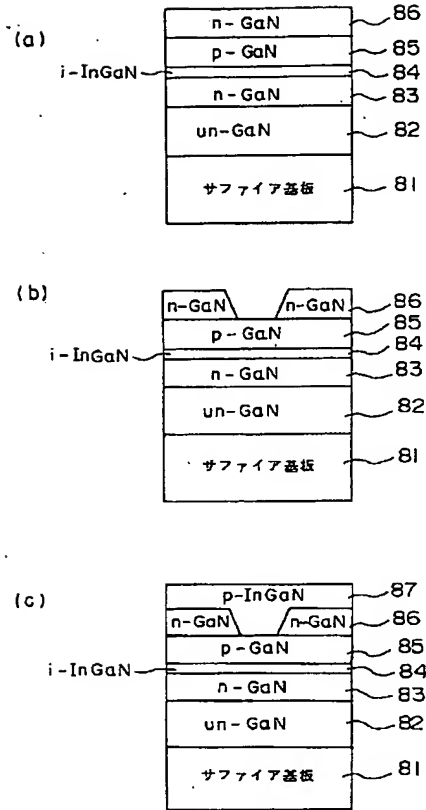 (a)
n-GaN 86
p-GaN 85
i-InGaN 84
n-GaN 83
un-GaN 82
サファイア基板 81
(b)
n-GaN n-GaN 86
p-GaN 85
i-InGaN 84
n-GaN 83
un-GaN 82
サファイア基板 81
(c)
p-InGaN 87
n-GaN n-GaN 86
p-GaN 85
i-InGaN 84
n-GaN 83
un-GaN 82
サファイア基板 81